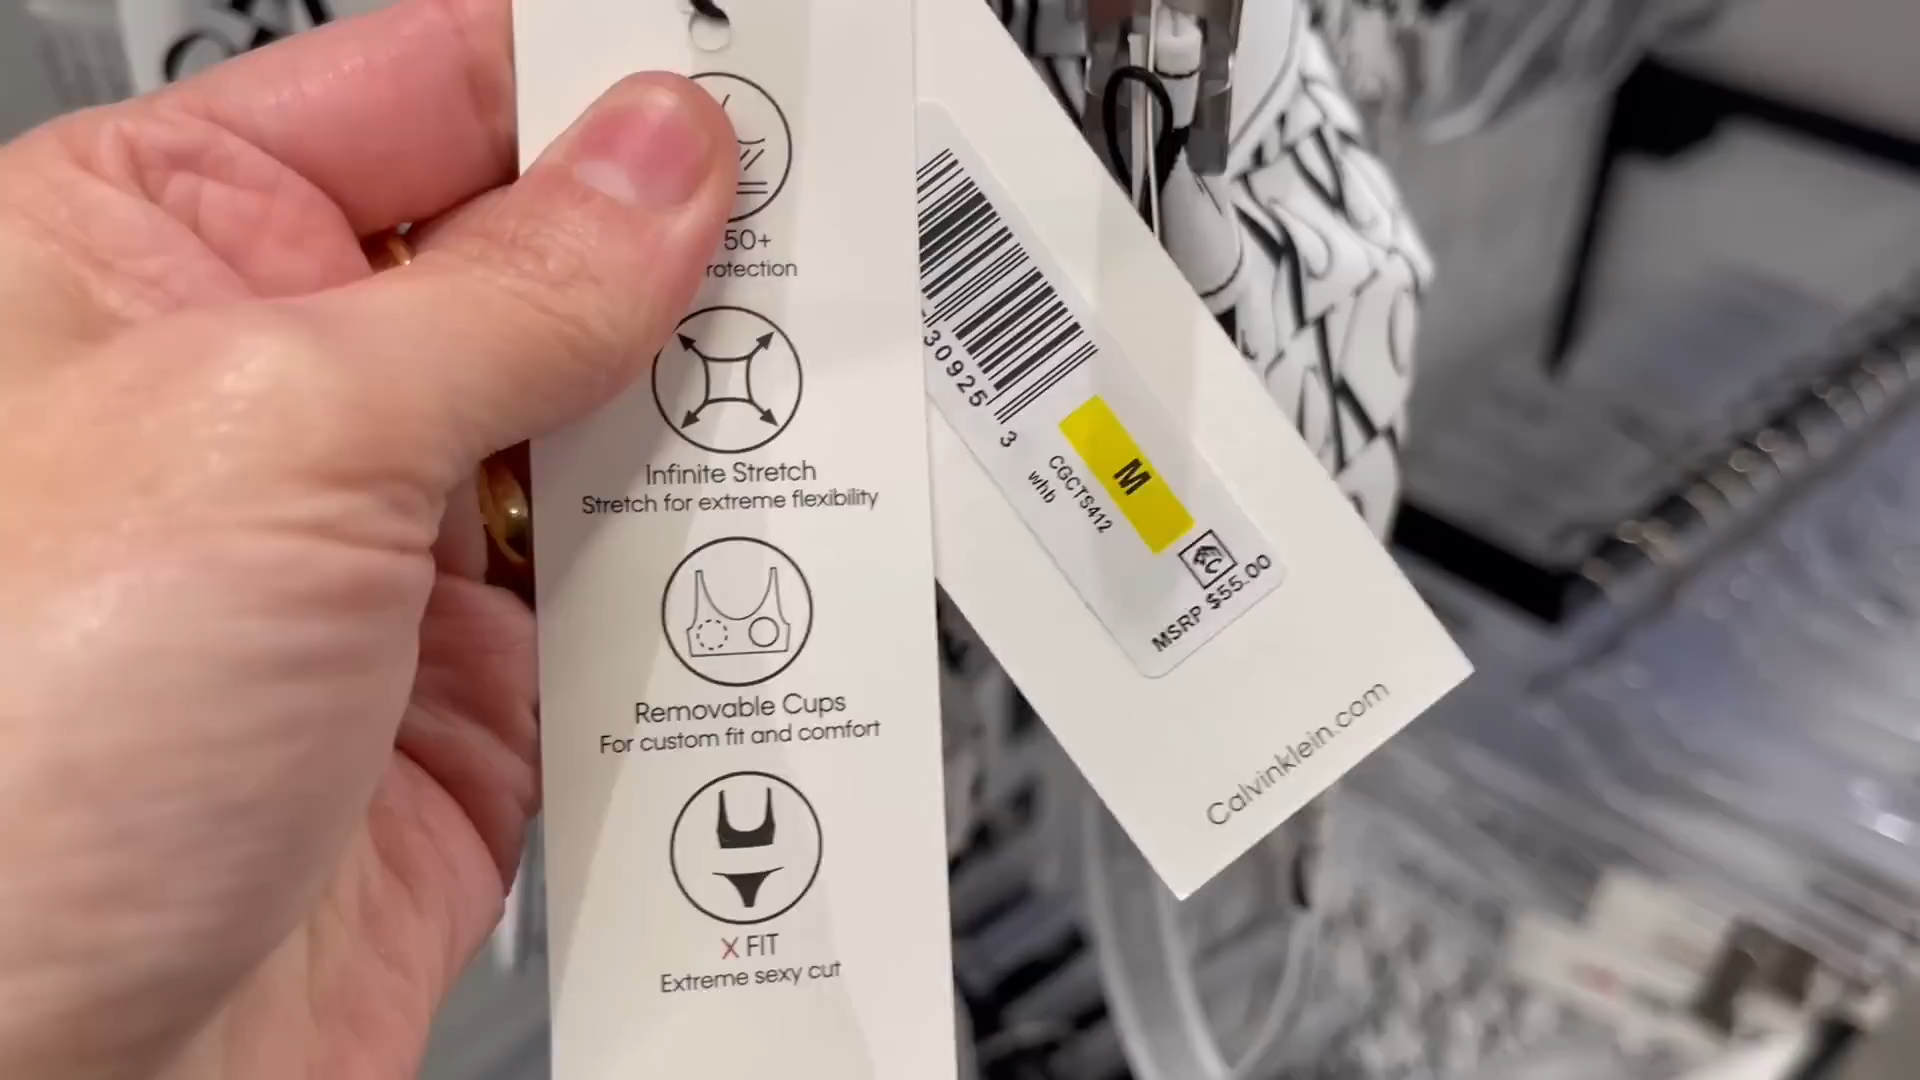 50+
rotection
Infinite Stretch
Stretch for extreme flexibility
Removable Cups
For custom fit and comfort
X FIT
Extreme sexy cut
30925 3
M
CGCTS412
whb
MSRP $55.00
Calvinklein.com